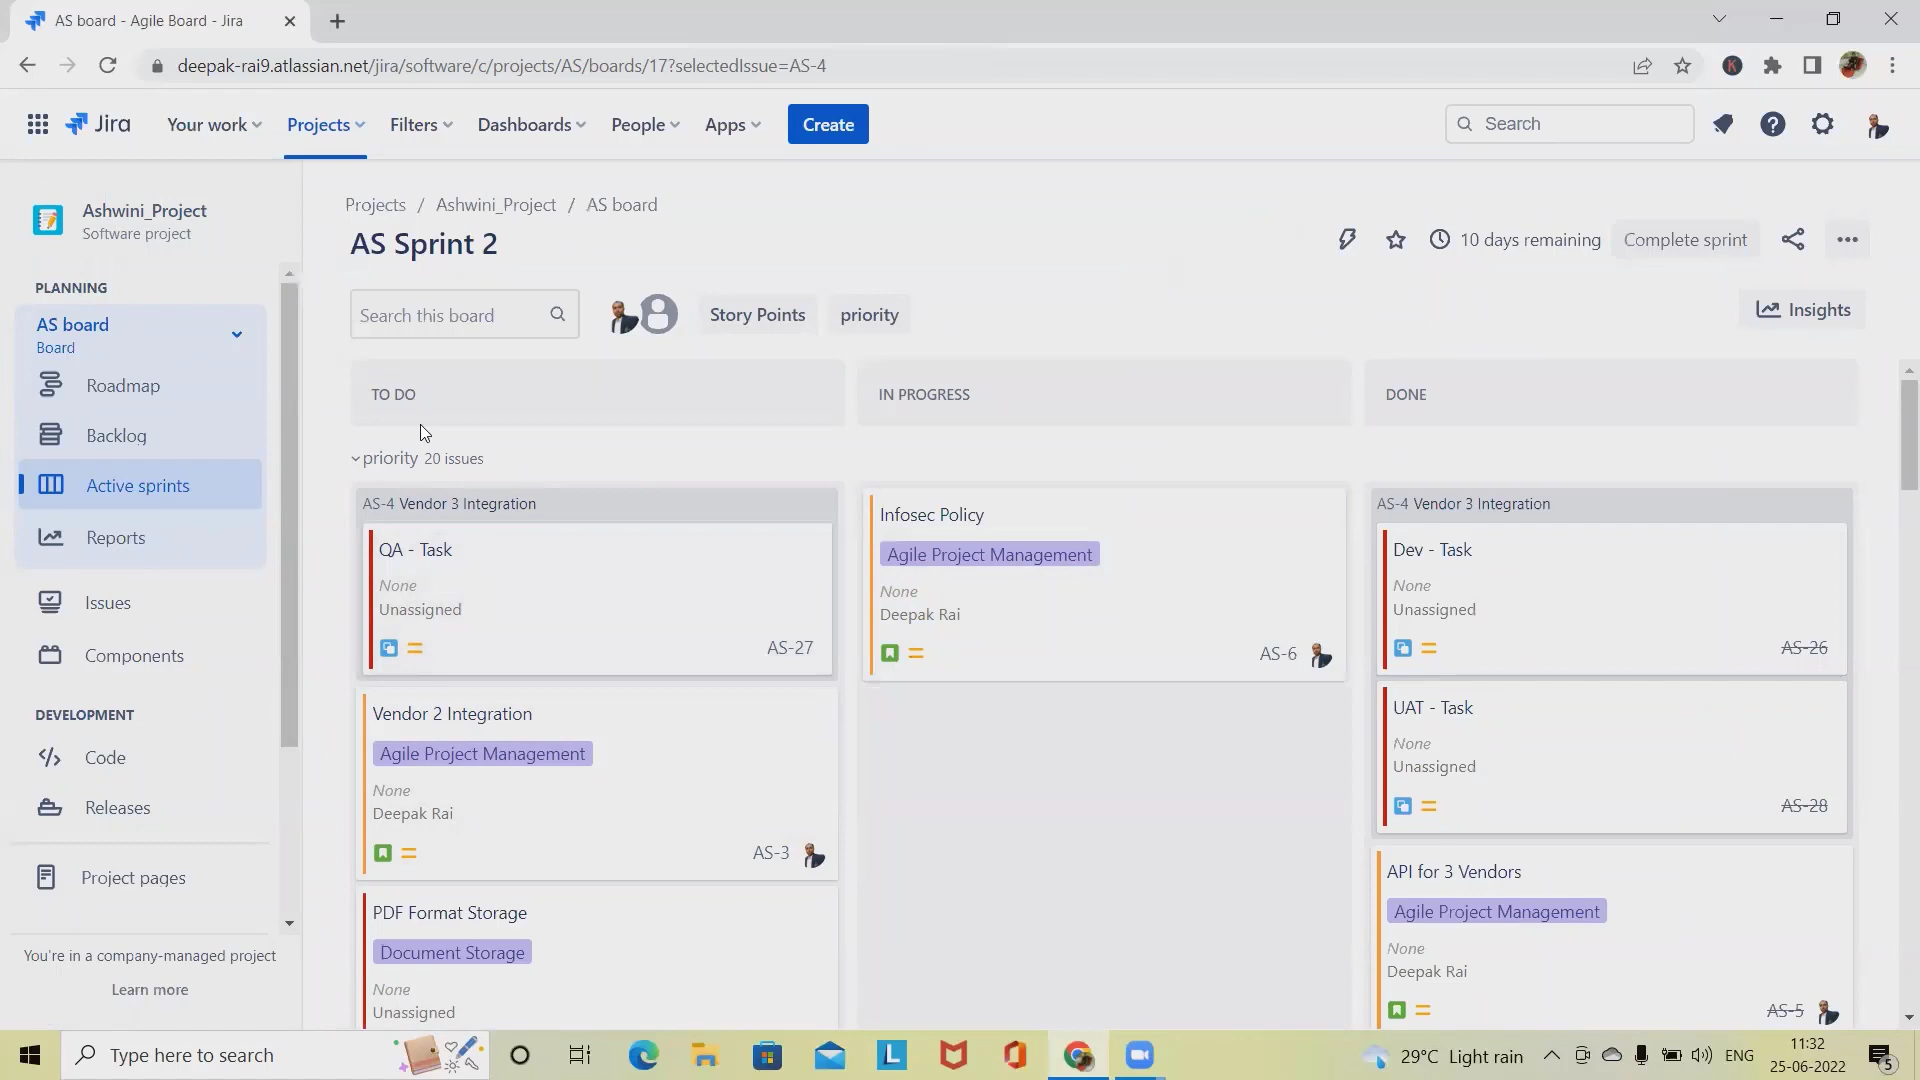 AS board - Agile Board - Jira
deepak-rai9.atlassian.net/jira/software/c/projects/AS/boards/17?selectedIssue=AS-4
K
Jira
Your work
Projects
Filters
Dashboards
People
Apps
Create
Search
Ashwini_Project
Software project
PLANNING
AS board
Board
Roadmap
Backlog
Active sprints
Reports
Issues
Components
DEVELOPMENT
Code
Releases
Project pages
You're in a company-managed project
Learn more
Projects / Ashwini_Project / AS board
AS Sprint 2
10 days remaining
Complete sprint
Search this board
Story Points
priority
Insights
TO DO
IN PROGRESS
DONE
priority 20 issues
AS-4 Vendor 3 Integration
QA - Task
None
Unassigned
AS-27
Vendor 2 Integration
Agile Project Management
None
Deepak Rai
AS-3
PDF Format Storage
Document Storage
None
Unassigned
Infosec Policy
Agile Project Management
None
Deepak Rai
AS-6
AS-4 Vendor 3 Integration
Dev - Task
None
Unassigned
AS-26
UAT - Task
None
Unassigned
AS-28
API for 3 Vendors
Agile Project Management
None
Deepak Rai
AS-5
Type here to search
L
29°C Light rain
ENG
11:32
25-06-2022
5